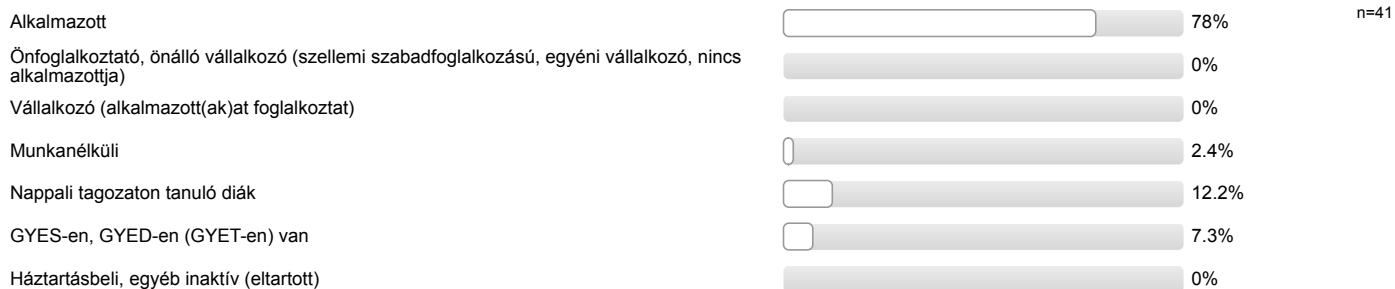 Alkalmazott 78% n=41
Önfoglalkoztató, önálló vállalkozó (szellemi szabadfoglalkozású, egyéni vállalkozó, nincs
alkalmazottja) 0%
Vállalkozó (alkalmazott(ak)at foglalkoztat) 0%
Munkanélküli 2.4%
Nappali tagozaton tanuló diák 12.2%
GYES-en, GYED-en (GYET-en) van 7.3%
Háztartásbeli, egyéb inaktív (eltartott) 0%